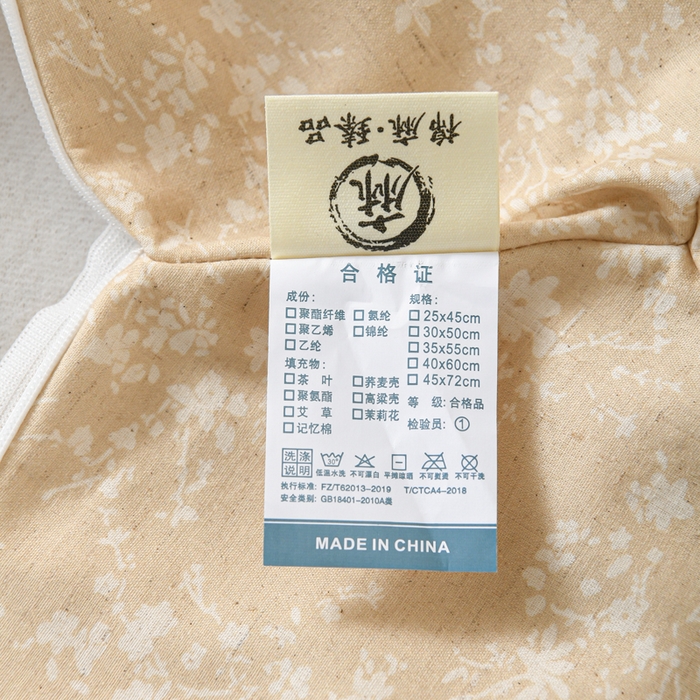 棉麻·臻品
麻
合格证
成份: 规格:
□聚酯纤维 □氨纶 □25x45cm
□聚乙烯 □锦纶 □30x50cm
□乙纶 □35x55cm
填充物: □40x60cm
□茶 叶 □荞麦壳 □45x72cm
□聚氨酯 □高粱壳 等 级:合格品
□艾 草 □茉莉花 检验员:①
□记忆棉
洗涤说明 30° 低温水洗 不可漂白 平摊晾晒 不可熨烫 不可干洗
执行标准: FZ/T62013-2019 T/CTCA4-2018
安全类别: GB18401-2010A类
MADE IN CHINA